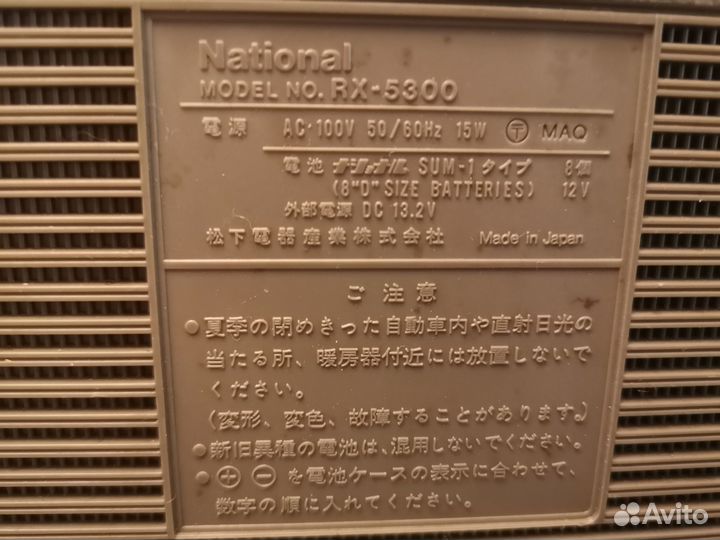 National
MODEL NO. RX-5300
電源 AC 100V 50/60Hz 15W 〶 MAQ
電池 ナショナル SUM-1タイプ 8個
(8"D"SIZE BATTERIES) 12V
外部電源 DC 13.2V
松下電器産業株式会社 Made in Japan
ご注意
●夏季の閉めきった自動車内や直射日光の
当たる所、暖房器付近には放置しないで
ください。
(変形、変色、故障することがあります。)
●新旧異種の電池は、混用しないでください。
●⊕⊖を電池ケースの表示に合わせて、
数字の順に入れてください。
Avito